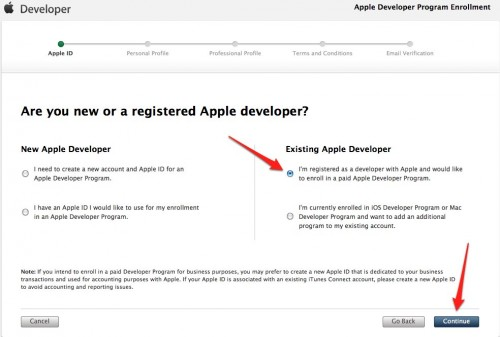 Developer
Apple Developer Program Enrollment
Apple ID
Personal Profile
Professional Profile
Terms and Conditions
Email Verification
Are you new or a registered Apple developer?
New Apple Developer
I need to create a new account and Apple ID for an
Apple Developer Program.
I have an Apple ID I would like to use for my enrollment
in an Apple Developer Program.
Existing Apple Developer
I'm registered as a developer with Apple and would like
to enroll in a paid Apple Developer Program.
I'm currently enrolled in iOS Developer Program or Mac
Developer Program and want to add an additional
program to my existing account.
Note: If you intend to enroll in a paid Developer Program for business purposes, you may prefer to create a new Apple ID that is dedicated to your business
transactions and used for accounting purposes with Apple. If your Apple ID is associated with an existing iTunes Connect account, please create a new Apple ID
to avoid accounting and reporting issues.
Cancel
Go Back
Continue